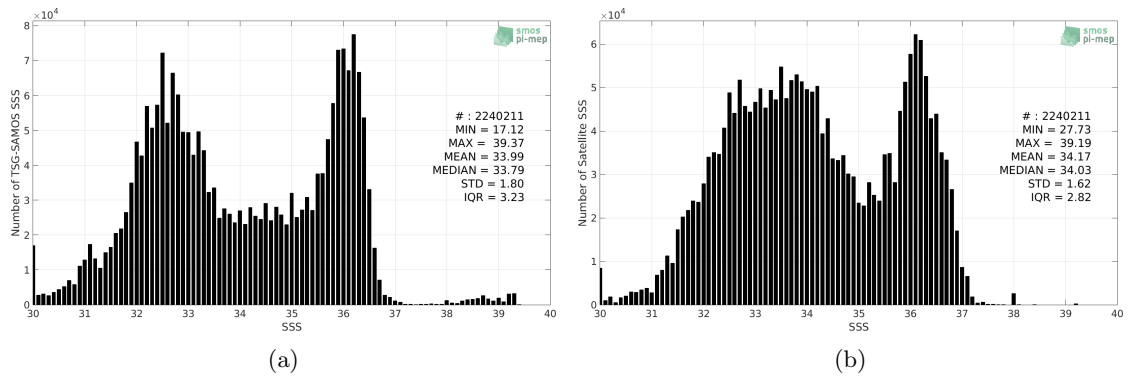 ×10⁴
8
7
6
5
4
3
2
1
0
Number of TSG-SAMOS SSS
smos
pi-mep
# : 2240211
MIN = 17.12
MAX = 39.37
MEAN = 33.99
MEDIAN = 33.79
STD = 1.80
IQR = 3.23
30 31 32 33 34 35 36 37 38 39 40
SSS
(a)
×10⁴
6
5
4
3
2
1
0
Number of Satellite SSS
smos
pi-mep
# : 2240211
MIN = 27.73
MAX = 39.19
MEAN = 34.17
MEDIAN = 34.03
STD = 1.62
IQR = 2.82
30 31 32 33 34 35 36 37 38 39 40
SSS
(b)